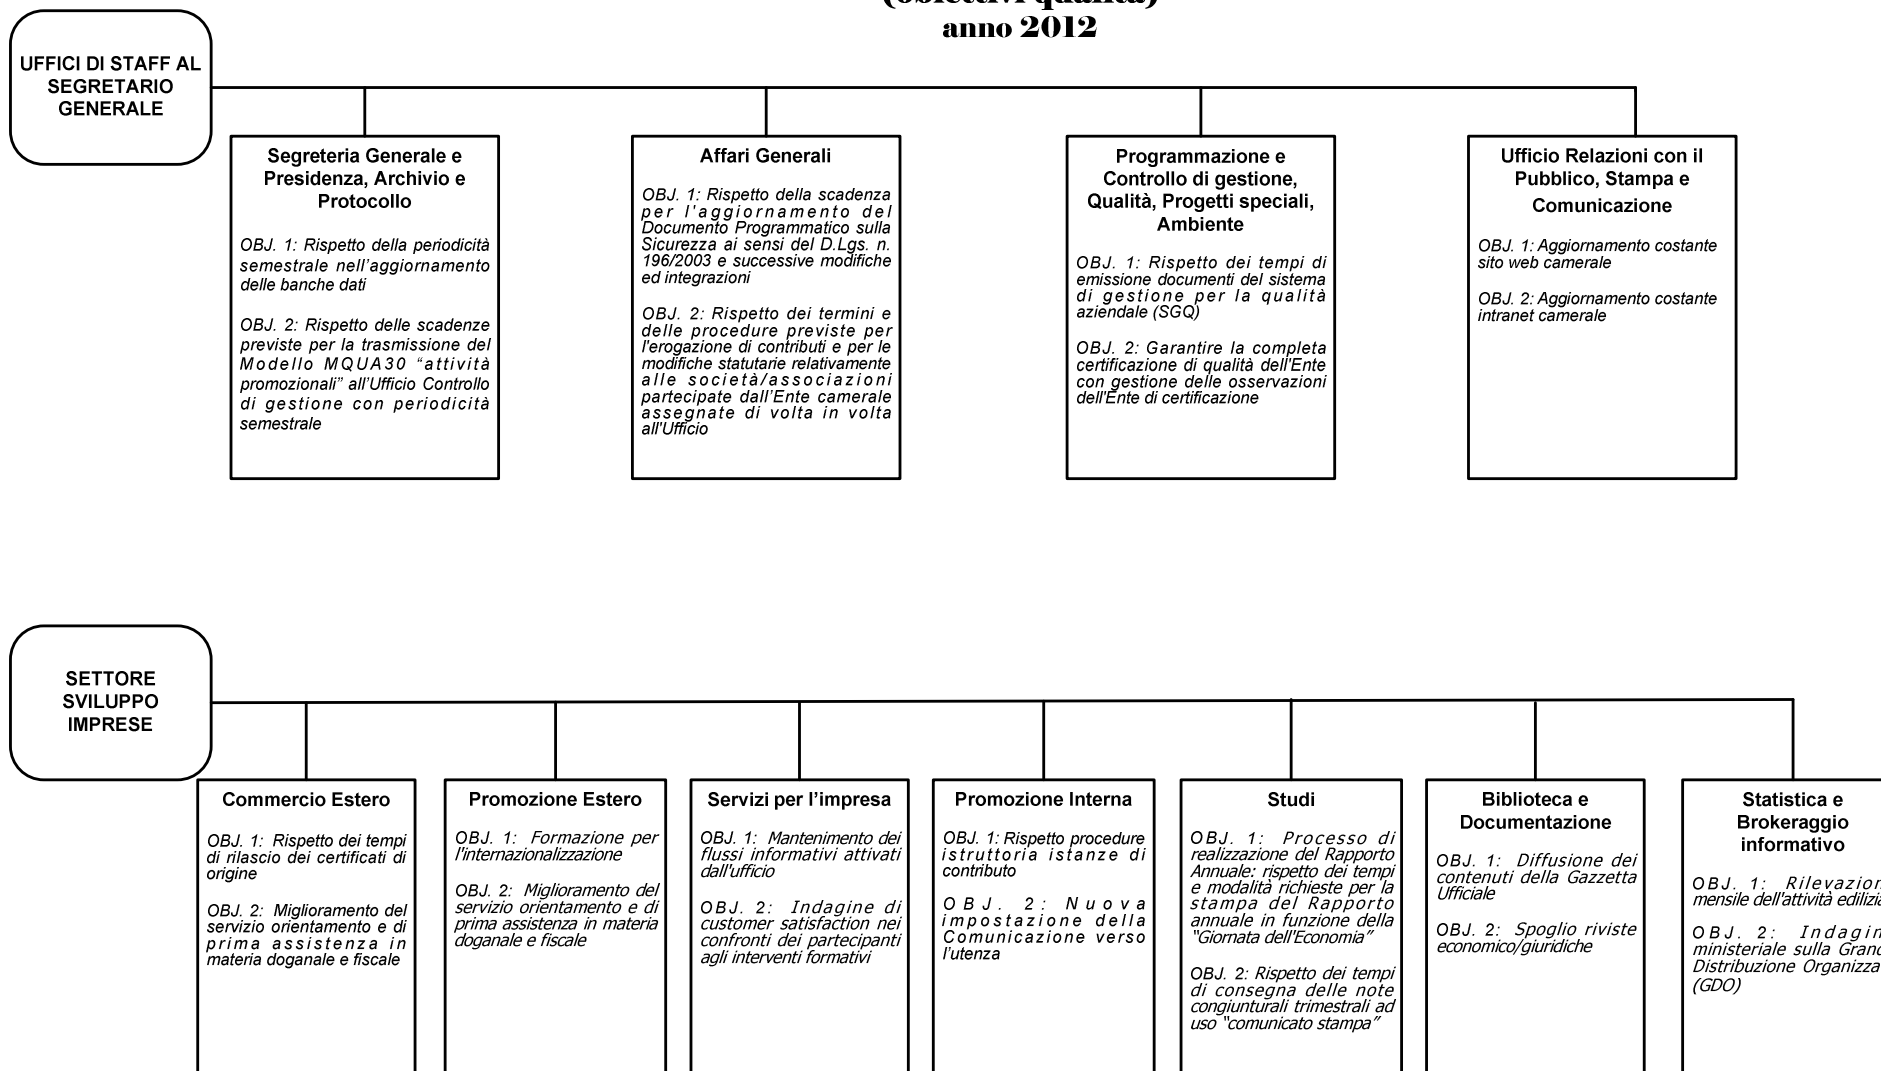 (obiettivi qualità)
anno 2012
UFFICI DI STAFF AL
SEGRETARIO
GENERALE
Segreteria Generale e
Presidenza, Archivio e
Protocollo
OBJ. 1: Rispetto della periodicità
semestrale nell'aggiornamento
delle banche dati
OBJ. 2: Rispetto delle scadenze
previste per la trasmissione del
Modello MQUA30 “attività
promozionali” all'Ufficio Controllo
di gestione con periodicità
semestrale
Affari Generali
OBJ. 1: Rispetto della scadenza
per l'aggiornamento del
Documento Programmatico sulla
Sicurezza ai sensi del D.Lgs. n.
196/2003 e successive modifiche
ed integrazioni
OBJ. 2: Rispetto dei termini e
delle procedure previste per
l'erogazione di contributi e per le
modifiche statutarie relativamente
alle società/associazioni
partecipate dall'Ente camerale
assegnate di volta in volta
all'Ufficio
Programmazione e
Controllo di gestione,
Qualità, Progetti speciali,
Ambiente
OBJ. 1: Rispetto dei tempi di
emissione documenti del sistema
di gestione per la qualità
aziendale (SGQ)
OBJ. 2: Garantire la completa
certificazione di qualità dell'Ente
con gestione delle osservazioni
dell'Ente di certificazione
Ufficio Relazioni con il
Pubblico, Stampa e
Comunicazione
OBJ. 1: Aggiornamento costante
sito web camerale
OBJ. 2: Aggiornamento costante
intranet camerale
SETTORE
SVILUPPO
IMPRESE
Commercio Estero
OBJ. 1: Rispetto dei tempi
di rilascio dei certificati di
origine
OBJ. 2: Miglioramento del
servizio orientamento e di
prima assistenza in
materia doganale e fiscale
Promozione Estero
OBJ. 1: Formazione per
l'internazionalizzazione
OBJ. 2: Miglioramento del
servizio orientamento e di
prima assistenza in materia
doganale e fiscale
Servizi per l'impresa
OBJ. 1: Mantenimento dei
flussi informativi attivati
dall'ufficio
OBJ. 2: Indagine di
customer satisfaction nei
confronti dei partecipanti
agli interventi formativi
Promozione Interna
OBJ. 1: Rispetto procedure
istruttoria istanze di
contributo
OBJ. 2: Nuova
impostazione della
Comunicazione verso
l'utenza
Studi
OBJ. 1: Processo di
realizzazione del Rapporto
Annuale: rispetto dei tempi
e modalità richieste per la
stampa del Rapporto
annuale in funzione della
“Giornata dell'Economia”
OBJ. 2: Rispetto dei tempi
di consegna delle note
congiunturali trimestrali ad
uso “comunicato stampa”
Biblioteca e
Documentazione
OBJ. 1: Diffusione dei
contenuti della Gazzetta
Ufficiale
OBJ. 2: Spoglio riviste
economico/giuridiche
Statistica e
Brokeraggio
informativo
OBJ. 1: Rilevazion
mensile dell'attività edilizia
OBJ. 2: Indagin
ministeriale sulla Grand
Distribuzione Organizza
(GDO)